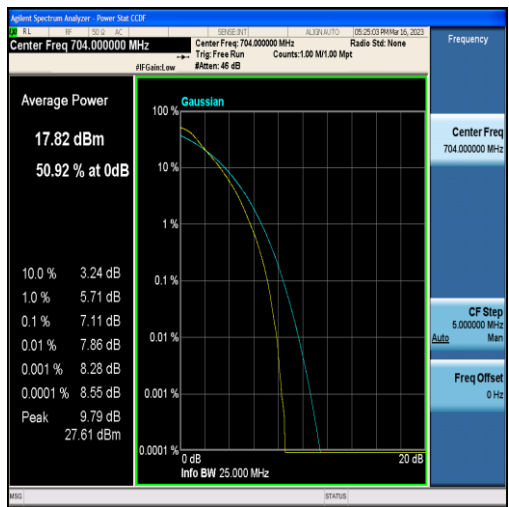 Agilent Spectrum Analyzer - Power Stat CCDF
RL RF 50 Ω AC SENSE:INT ALIGN AUTO 05:25:03 PM Mar 16, 2023
Center Freq 704.000000 MHz
Center Freq: 704.000000 MHz Radio Std: None
Trig: Free Run Counts:1.00 M/1.00 Mpt
#IFGain:Low #Atten: 46 dB
Frequency
Average Power
17.82 dBm
50.92 % at 0dB
10.0 % 3.24 dB
1.0 % 5.71 dB
0.1 % 7.11 dB
0.01 % 7.86 dB
0.001 % 8.28 dB
0.0001 % 8.55 dB
Peak 9.79 dB
27.61 dBm
Gaussian
100 %
10 %
1 %
0.1 %
0.01 %
0.001 %
0.0001 %
0 dB 20 dB
Info BW 25.000 MHz
Center Freq
704.000000 MHz
CF Step
5.000000 MHz
Auto Man
Freq Offset
0 Hz
MSG STATUS